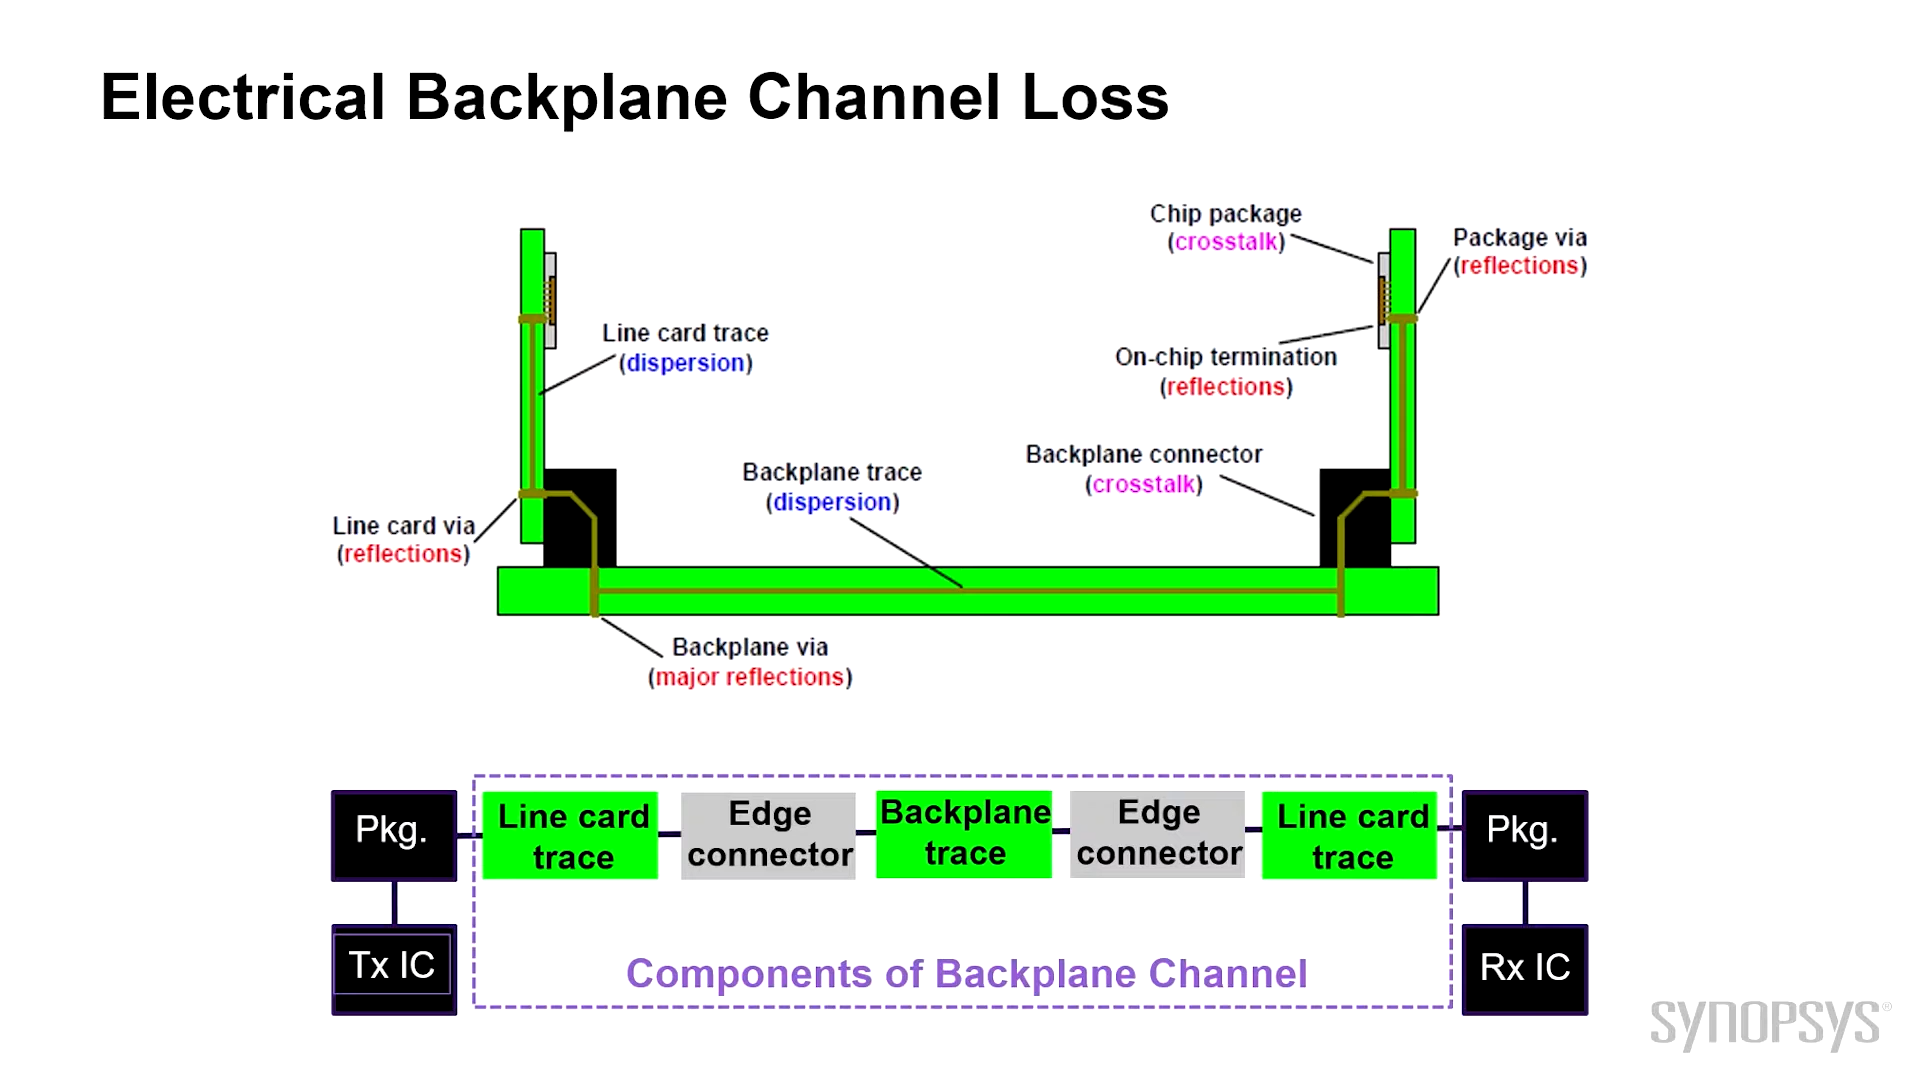 Electrical Backplane Channel Loss
Chip package
(crosstalk)
Package via
(reflections)
Line card trace
(dispersion)
On-chip termination
(reflections)
Backplane connector
(crosstalk)
Backplane trace
(dispersion)
Line card via
(reflections)
Backplane via
(major reflections)
Pkg.
Line card
trace
Edge
connector
Backplane
trace
Edge
connector
Line card
trace
Pkg.
Tx IC
Components of Backplane Channel
Rx IC
SYNOPSYS®